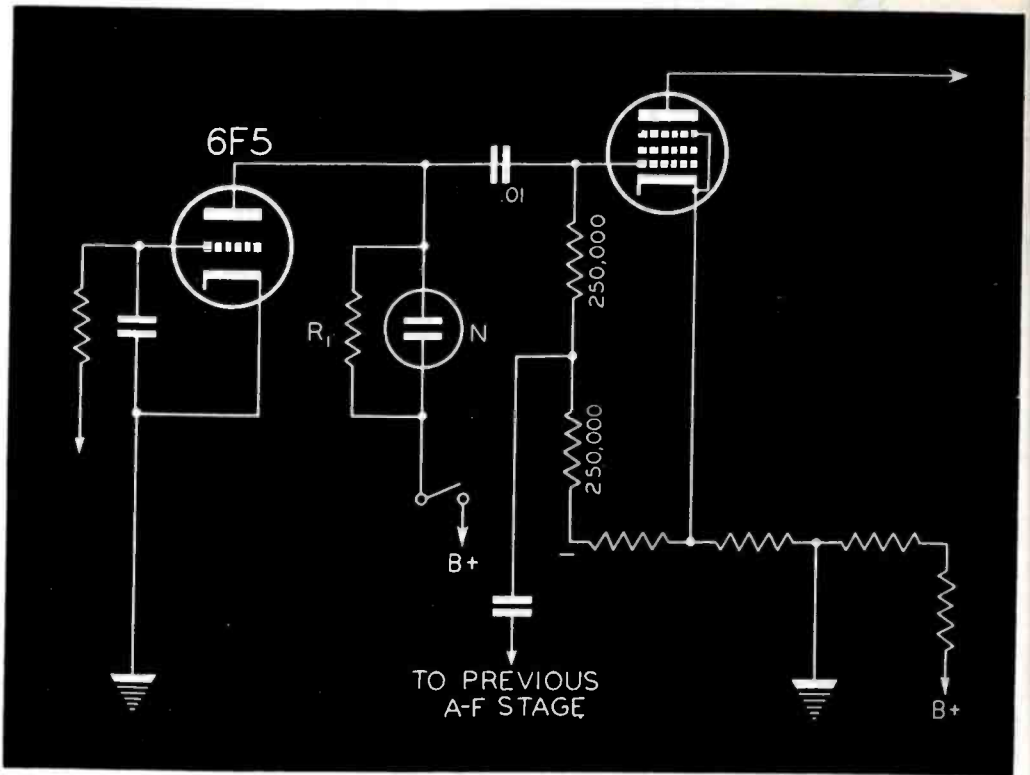 6F5
.01
250,000
R1
N
250,000
B+
−
TO PREVIOUS
A-F STAGE
B+